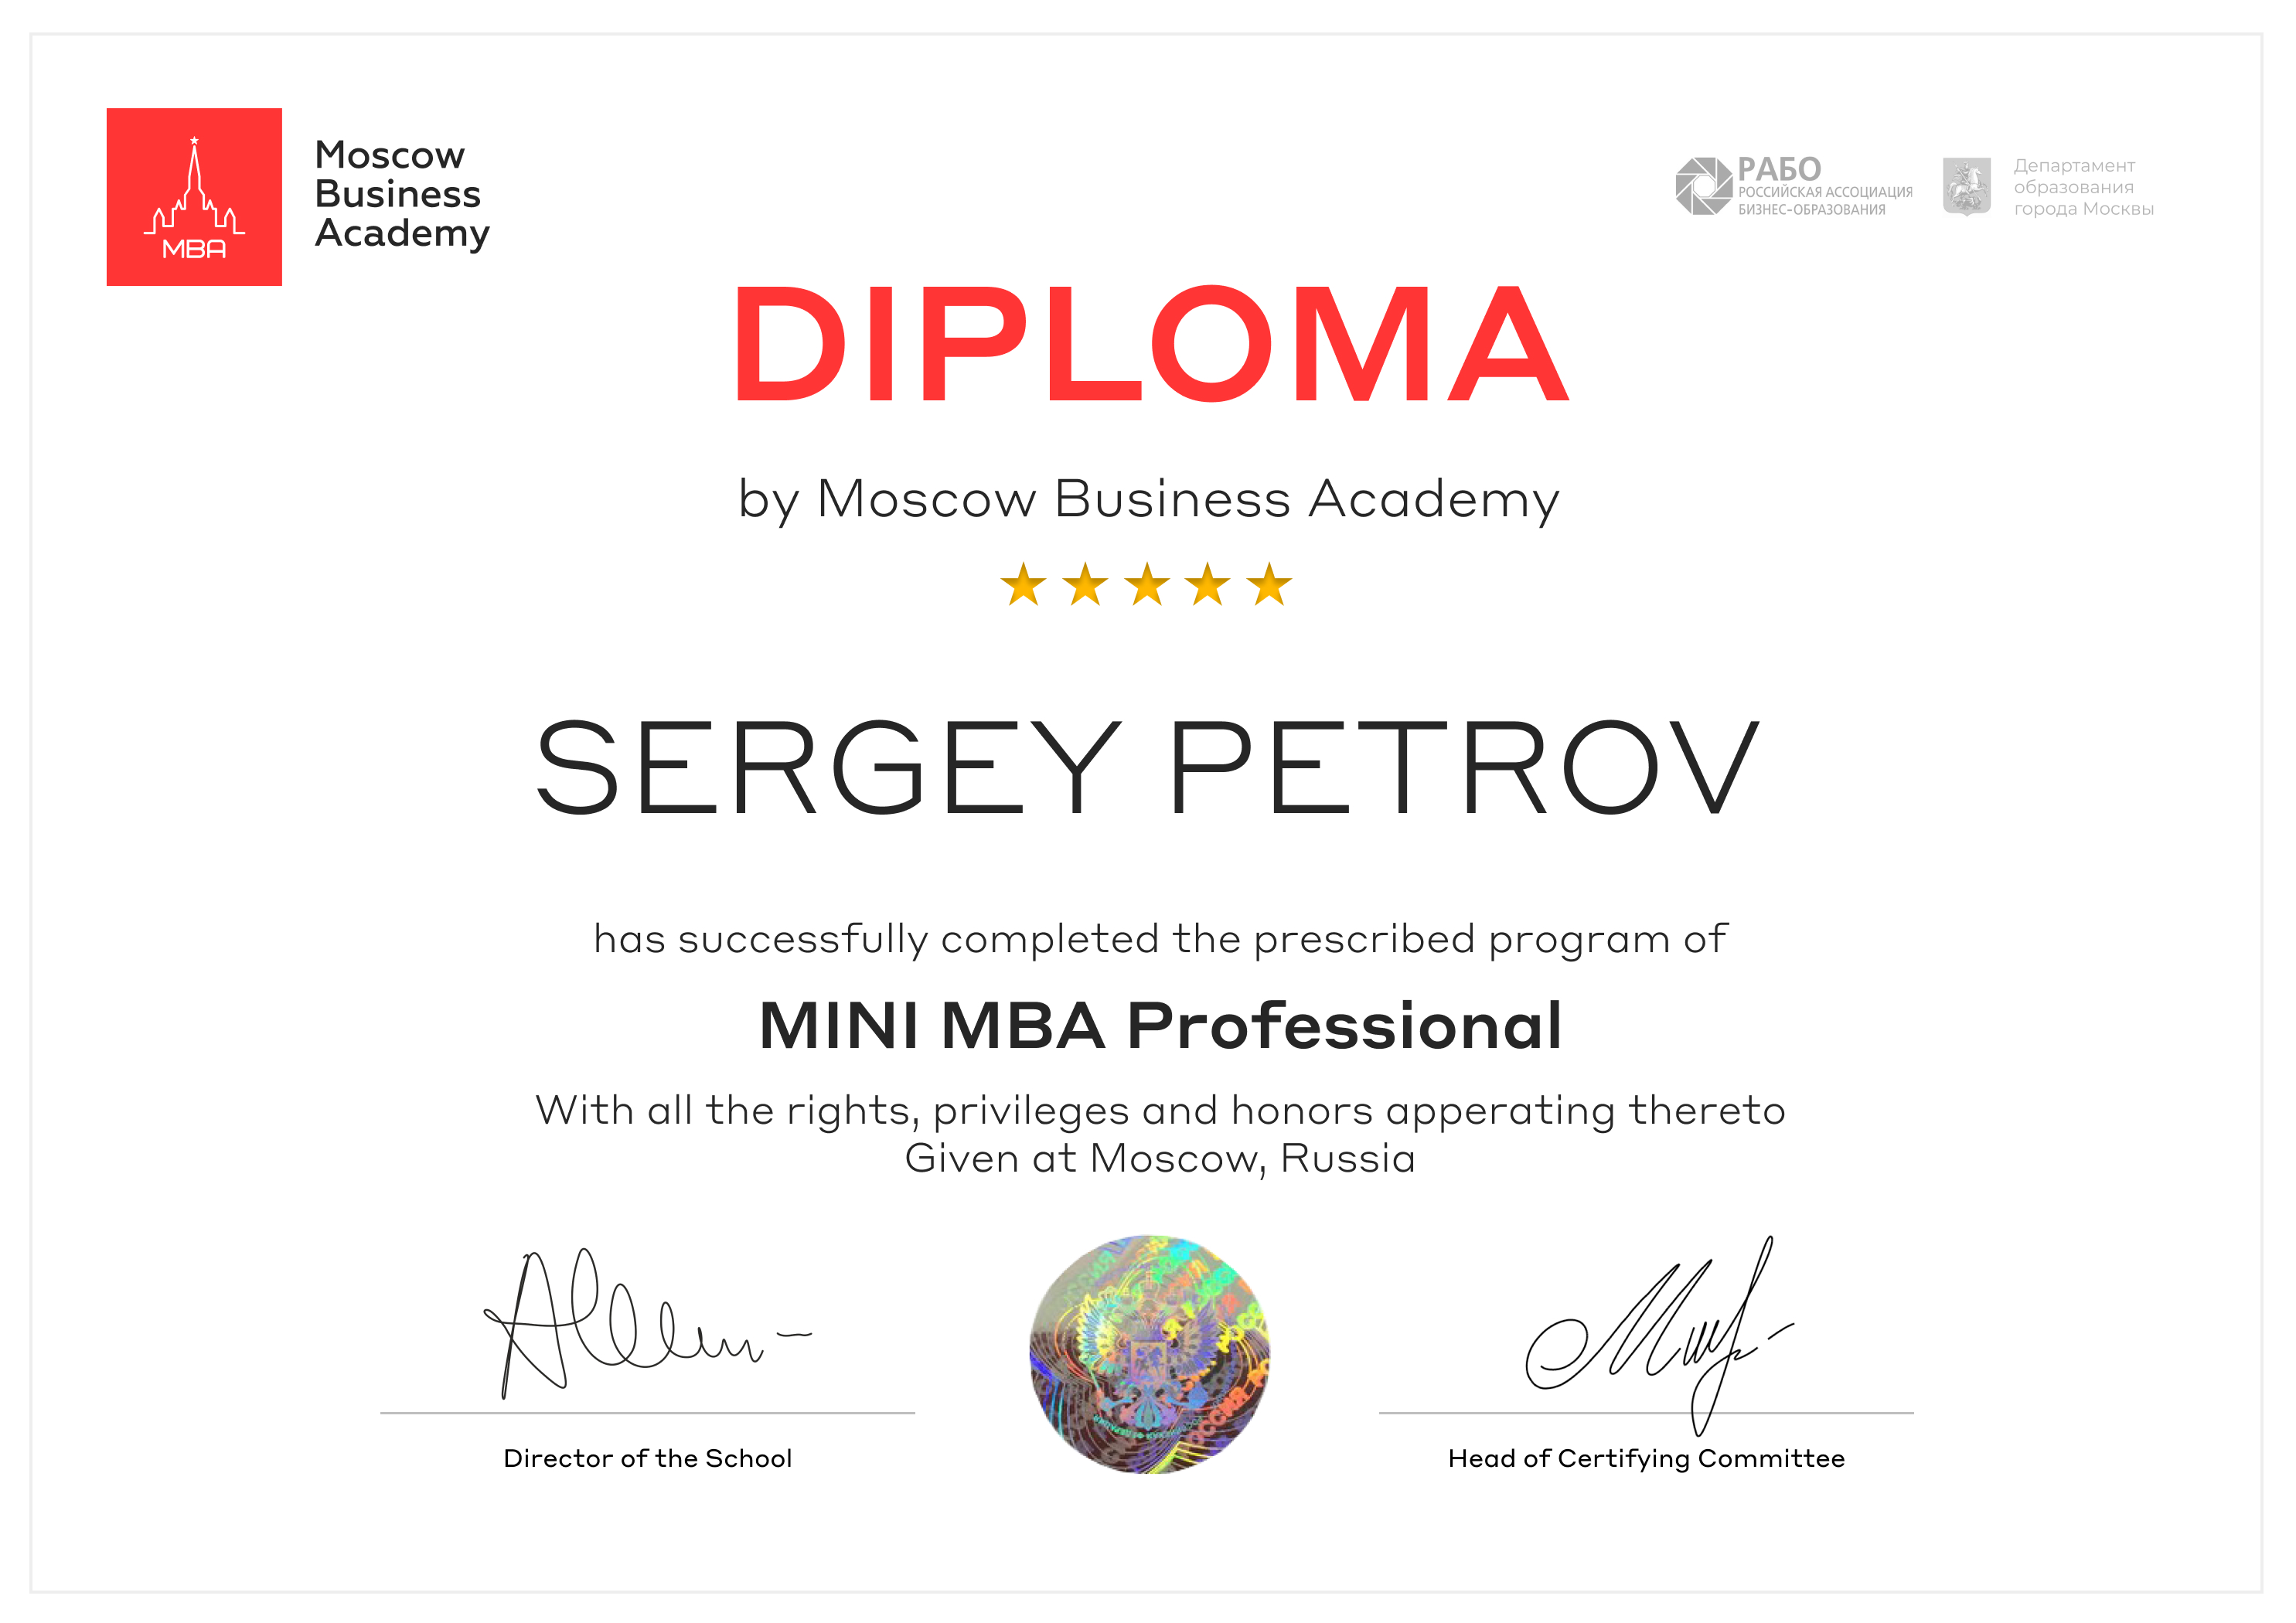 MBA
Moscow
Business
Academy
РАБО
РОССИЙСКАЯ АССОЦИАЦИЯ
БИЗНЕС-ОБРАЗОВАНИЯ
Департамент
образования
города Москвы
DIPLOMA
by Moscow Business Academy
SERGEY PETROV
has successfully completed the prescribed program of
MINI MBA Professional
With all the rights, privileges and honors apperating thereto
Given at Moscow, Russia
Director of the School
Head of Certifying Committee